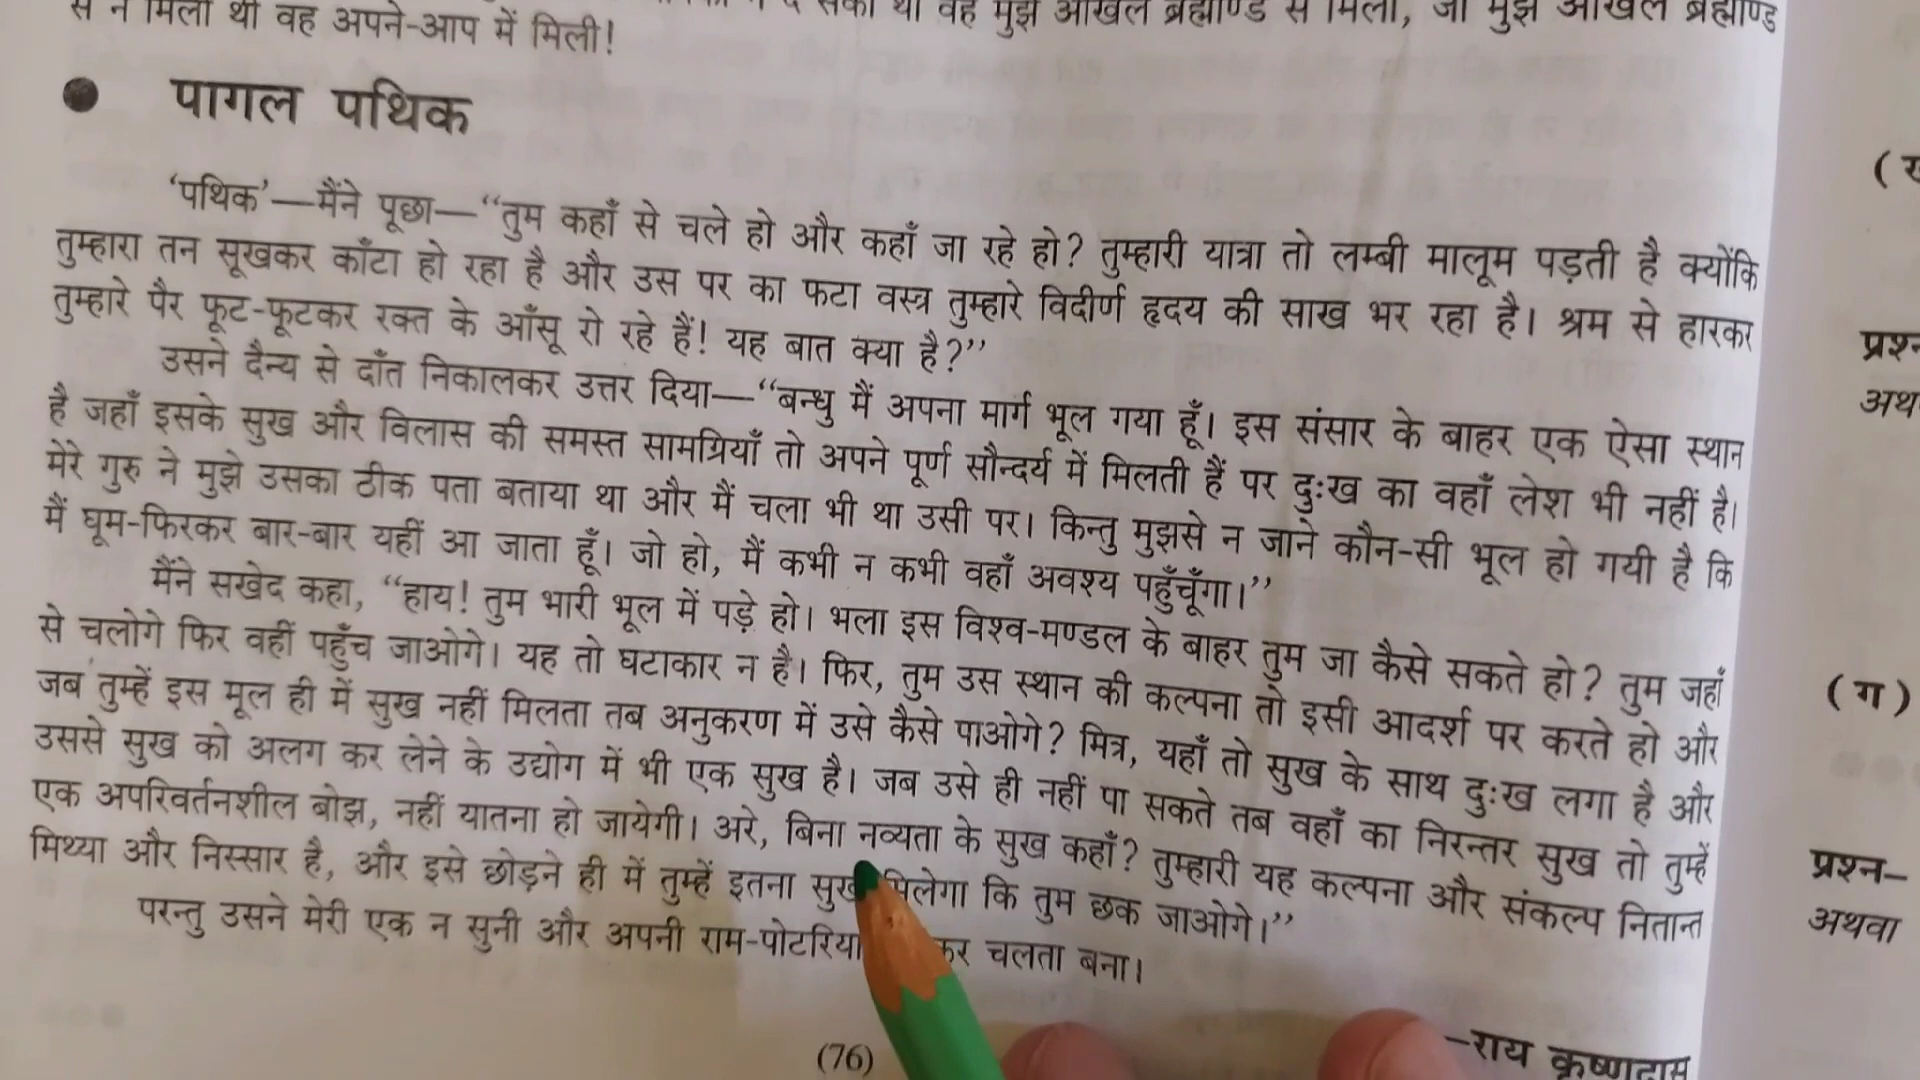 से न मिली थी वह अपने-आप में मिली!
● पागल पथिक
‘पथिक’—मैंने पूछा—“तुम कहाँ से चले हो और कहाँ जा रहे हो? तुम्हारी यात्रा तो लम्बी मालूम पड़ती है क्योंकि
तुम्हारा तन सूखकर काँटा हो रहा है और उस पर का फटा वस्त्र तुम्हारे विदीर्ण हृदय की साख भर रहा है। श्रम से हारकर
तुम्हारे पैर फूट-फूटकर रक्त के आँसू रो रहे हैं! यह बात क्या है?”
उसने दैन्य से दाँत निकालकर उत्तर दिया—“बन्धु मैं अपना मार्ग भूल गया हूँ। इस संसार के बाहर एक ऐसा स्थान
है जहाँ इसके सुख और विलास की समस्त सामग्रियाँ तो अपने पूर्ण सौन्दर्य में मिलती हैं पर दुःख का वहाँ लेश भी नहीं है।
मेरे गुरु ने मुझे उसका ठीक पता बताया था और मैं चला भी था उसी पर। किन्तु मुझसे न जाने कौन-सी भूल हो गयी है कि
मैं घूम-फिरकर बार-बार यहीं आ जाता हूँ। जो हो, मैं कभी न कभी वहाँ अवश्य पहुँचूँगा।”
मैंने सखेद कहा, “हाय! तुम भारी भूल में पड़े हो। भला इस विश्व-मण्डल के बाहर तुम जा कैसे सकते हो? तुम जहाँ
से चलोगे फिर वहीं पहुँच जाओगे। यह तो घटाकार न है। फिर, तुम उस स्थान की कल्पना तो इसी आदर्श पर करते हो और
जब तुम्हें इस मूल ही में सुख नहीं मिलता तब अनुकरण में उसे कैसे पाओगे? मित्र, यहाँ तो सुख के साथ दुःख लगा है और
उससे सुख को अलग कर लेने के उद्योग में भी एक सुख है। जब उसे ही नहीं पा सकते तब वहाँ का निरन्तर सुख तो तुम्हें
एक अपरिवर्तनशील बोझ, नहीं यातना हो जायेगी। अरे, बिना नव्यता के सुख कहाँ? तुम्हारी यह कल्पना और संकल्प नितान्त
मिथ्या और निस्सार है, और इसे छोड़ने ही में तुम्हें इतना सुख मिलेगा कि तुम छक जाओगे।”
परन्तु उसने मेरी एक न सुनी और अपनी राम-पोटरिया कर चलता बना।
—राय कृष्णदास
(76)
प्रश्न
(ग)
प्रश्न—
अथवा